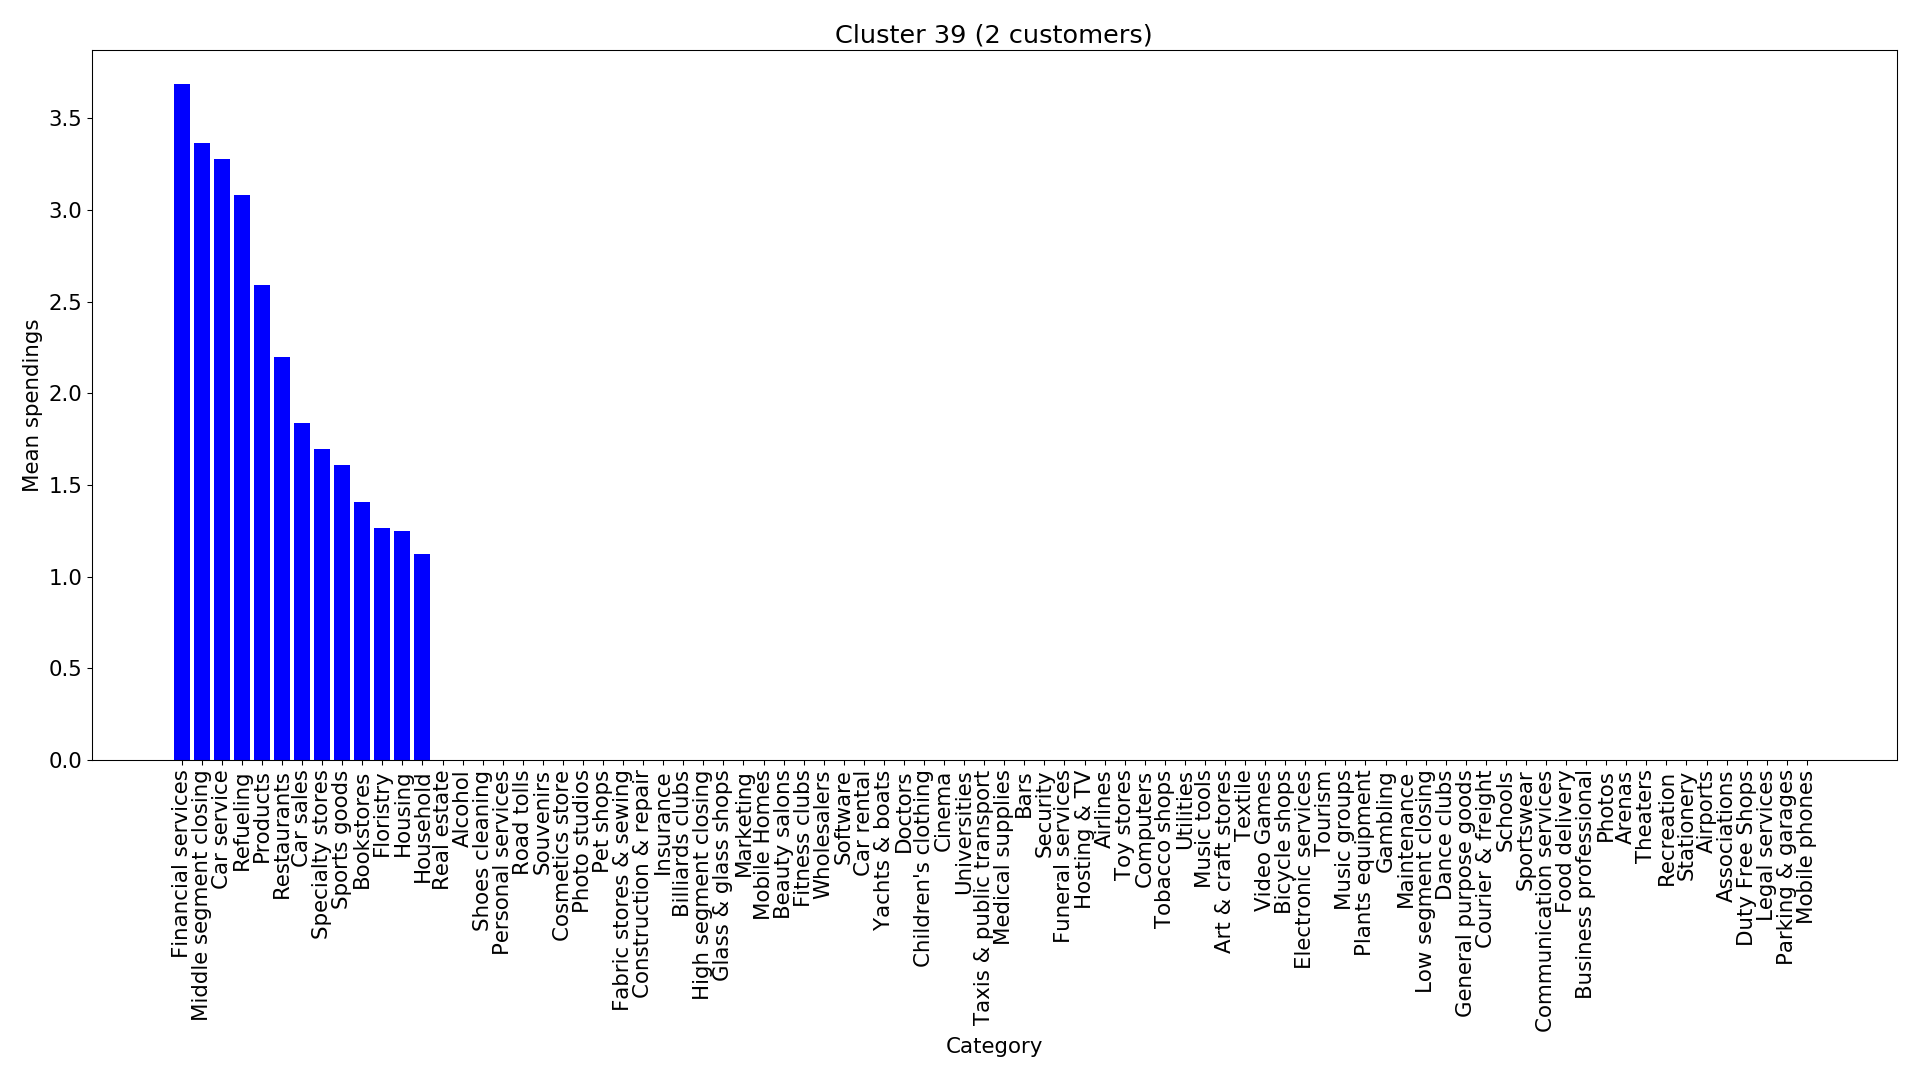 Cluster 39 (2 customers)
Mean spendings
3.5
3.0
2.5
2.0
1.5
1.0
0.5
0.0
Financial services
Middle segment closing
Car service
Refueling
Products
Restaurants
Car sales
Specialty stores
Sports goods
Bookstores
Floristry
Housing
Household
Real estate
Alcohol
Shoes cleaning
Personal services
Road tolls
Souvenirs
Cosmetics store
Photo studios
Pet shops
Fabric stores & sewing
Construction & repair
Insurance
Billiards clubs
High segment closing
Glass & glass shops
Marketing
Mobile Homes
Beauty salons
Fitness clubs
Wholesalers
Software
Car rental
Yachts & boats
Doctors
Children's clothing
Cinema
Universities
Taxis & public transport
Medical supplies
Bars
Security
Funeral services
Hosting & TV
Airlines
Toy stores
Computers
Tobacco shops
Utilities
Music tools
Art & craft stores
Textile
Video Games
Bicycle shops
Electronic services
Tourism
Music groups
Plants equipment
Gambling
Maintenance
Low segment closing
Dance clubs
General purpose goods
Courier & freight
Schools
Sportswear
Communication services
Food delivery
Business professional
Photos
Arenas
Theaters
Recreation
Stationery
Airports
Associations
Duty Free Shops
Legal services
Parking & garages
Mobile phones
Category